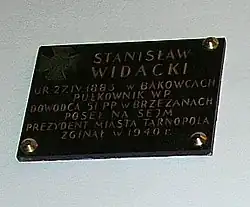 STANISŁAW
WIDACKI
UR. 27.IV.1883 W BAKOWCACH
PUŁKOWNIK WP
DOWÓDCA 51 PP W BRZEŻANACH
POSEŁ NA SEJM
PREZYDENT MIASTA TARNOPOLA
ZGINĄŁ W 1940 r.